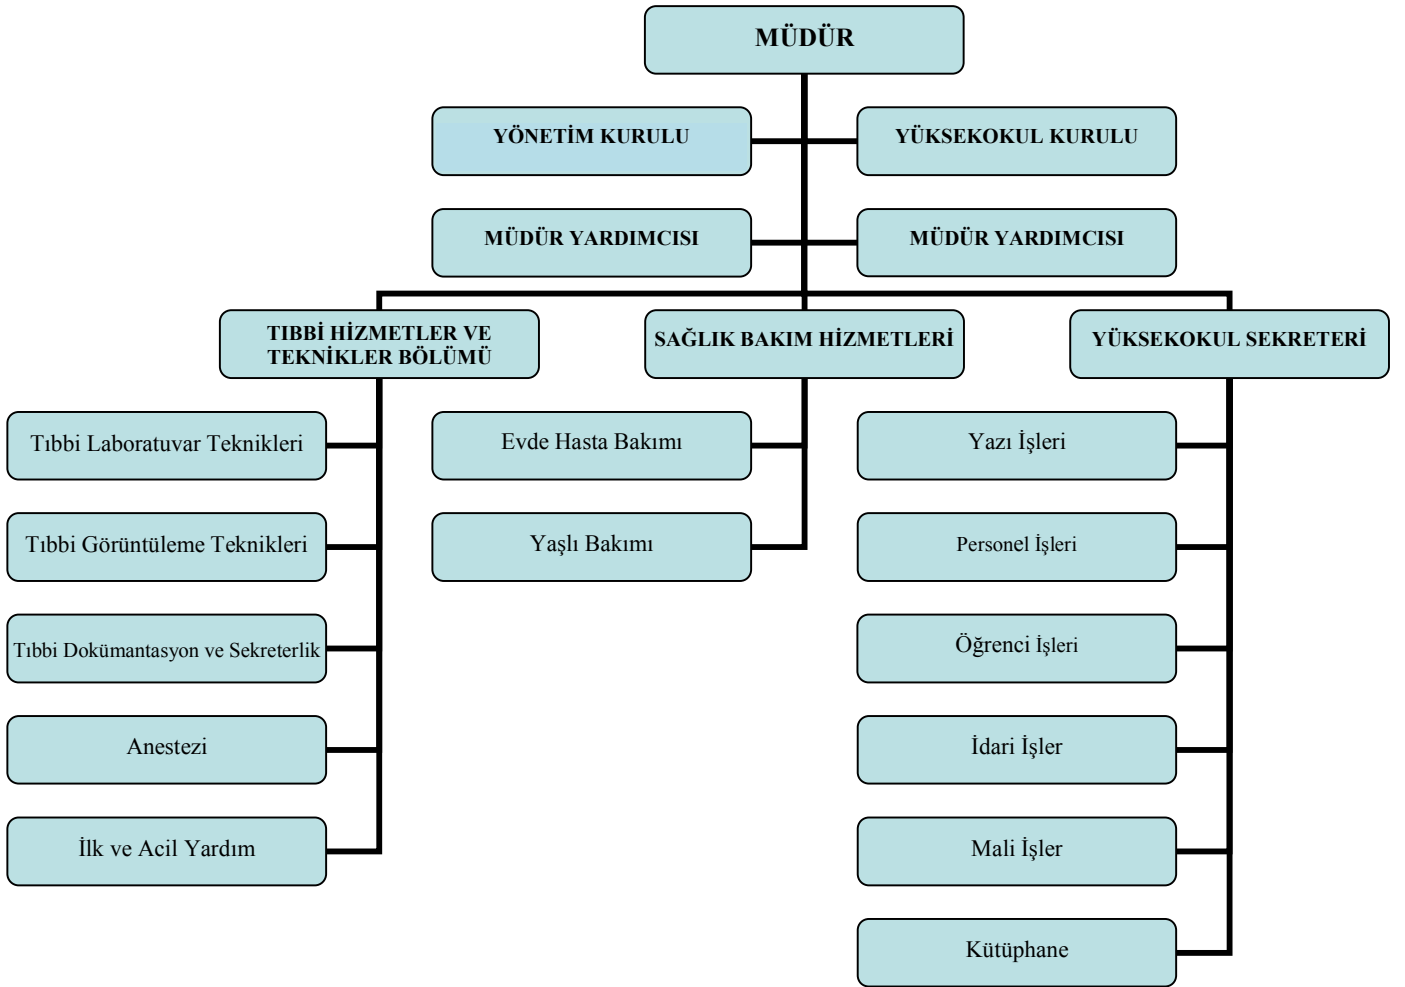 MÜDÜR
YÖNETİM KURULU
YÜKSEKOKUL KURULU
MÜDÜR YARDIMCISI
MÜDÜR YARDIMCISI
TIBBİ HİZMETLER VE
TEKNİKLER BÖLÜMÜ
SAĞLIK BAKIM HİZMETLERİ
YÜKSEKOKUL SEKRETERİ
Tıbbi Laboratuvar Teknikleri
Evde Hasta Bakımı
Yazı İşleri
Tıbbi Görüntüleme Teknikleri
Yaşlı Bakımı
Personel İşleri
Tıbbi Dokümantasyon ve Sekreterlik
Öğrenci İşleri
Anestezi
İdari İşler
İlk ve Acil Yardım
Mali İşler
Kütüphane